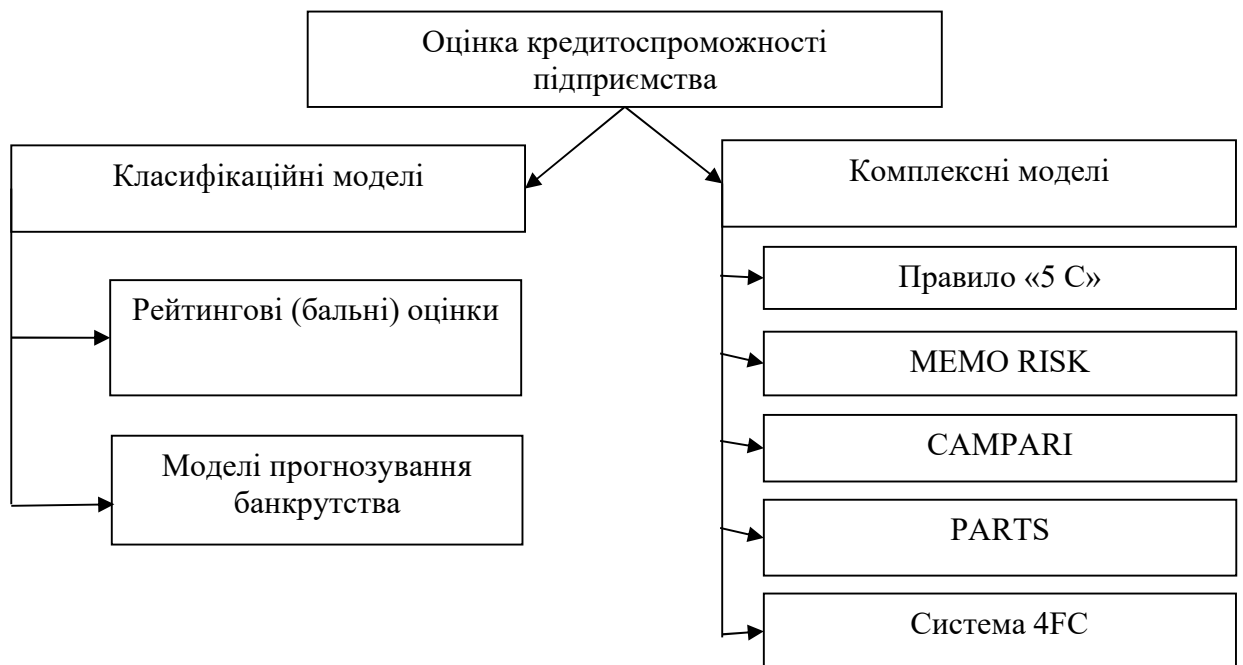 Оцінка кредитоспроможності
підприємства
Класифікаційні моделі
Рейтингові (бальні) оцінки
Моделі прогнозування
банкрутства
Комплексні моделі
Правило «5 С»
MEMO RISK
CAMPARI
PARTS
Система 4FC